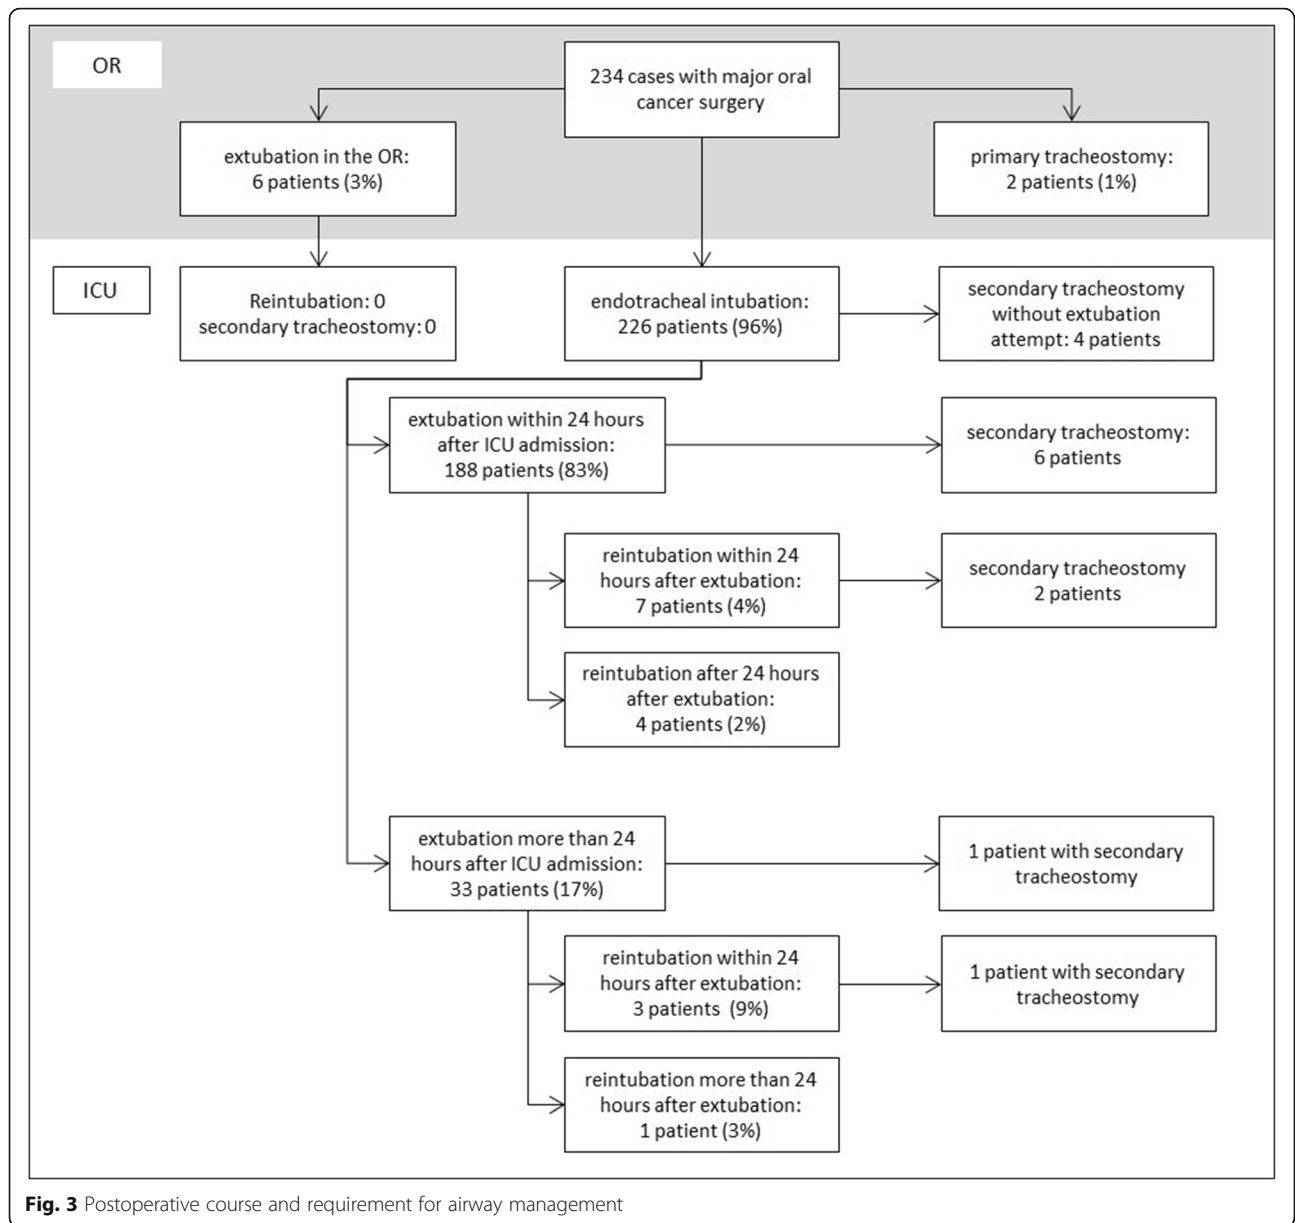 OR
234 cases with major oral
cancer surgery
extubation in the OR:
6 patients (3%)
primary tracheostomy:
2 patients (1%)
ICU
Reintubation: 0
secondary tracheostomy: 0
endotracheal intubation:
226 patients (96%)
secondary tracheostomy
without extubation
attempt: 4 patients
extubation within 24 hours
after ICU admission:
188 patients (83%)
secondary tracheostomy:
6 patients
reintubation within 24
hours after extubation:
7 patients (4%)
secondary tracheostomy
2 patients
reintubation after 24 hours
after extubation:
4 patients (2%)
extubation more than 24
hours after ICU admission:
33 patients (17%)
1 patient with secondary
tracheostomy
reintubation within 24
hours after extubation:
3 patients (9%)
1 patient with secondary
tracheostomy
reintubation more than 24
hours after extubation:
1 patient (3%)
Fig. 3 Postoperative course and requirement for airway management